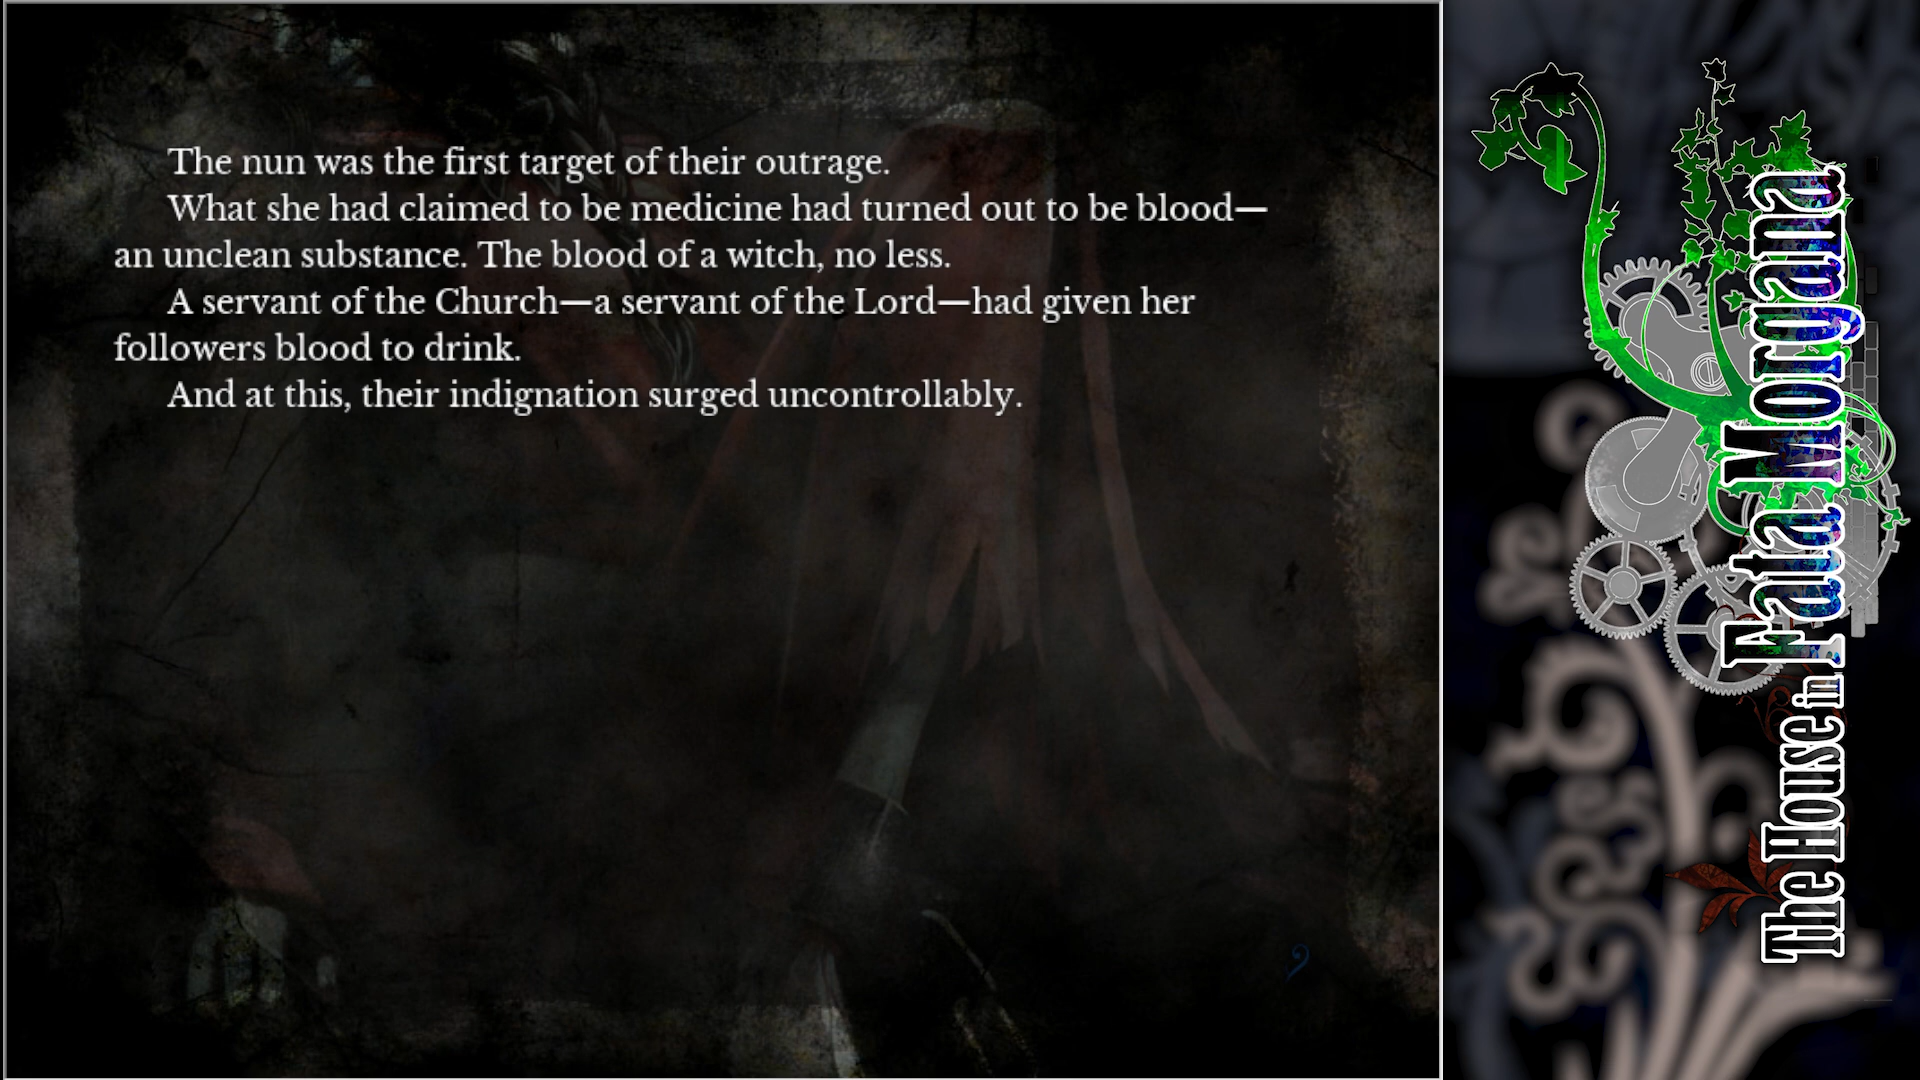 The nun was the first target of their outrage.
What she had claimed to be medicine had turned out to be blood—
an unclean substance. The blood of a witch, no less.
A servant of the Church—a servant of the Lord—had given her
followers blood to drink.
And at this, their indignation surged uncontrollably.
The House in Fata Morgana